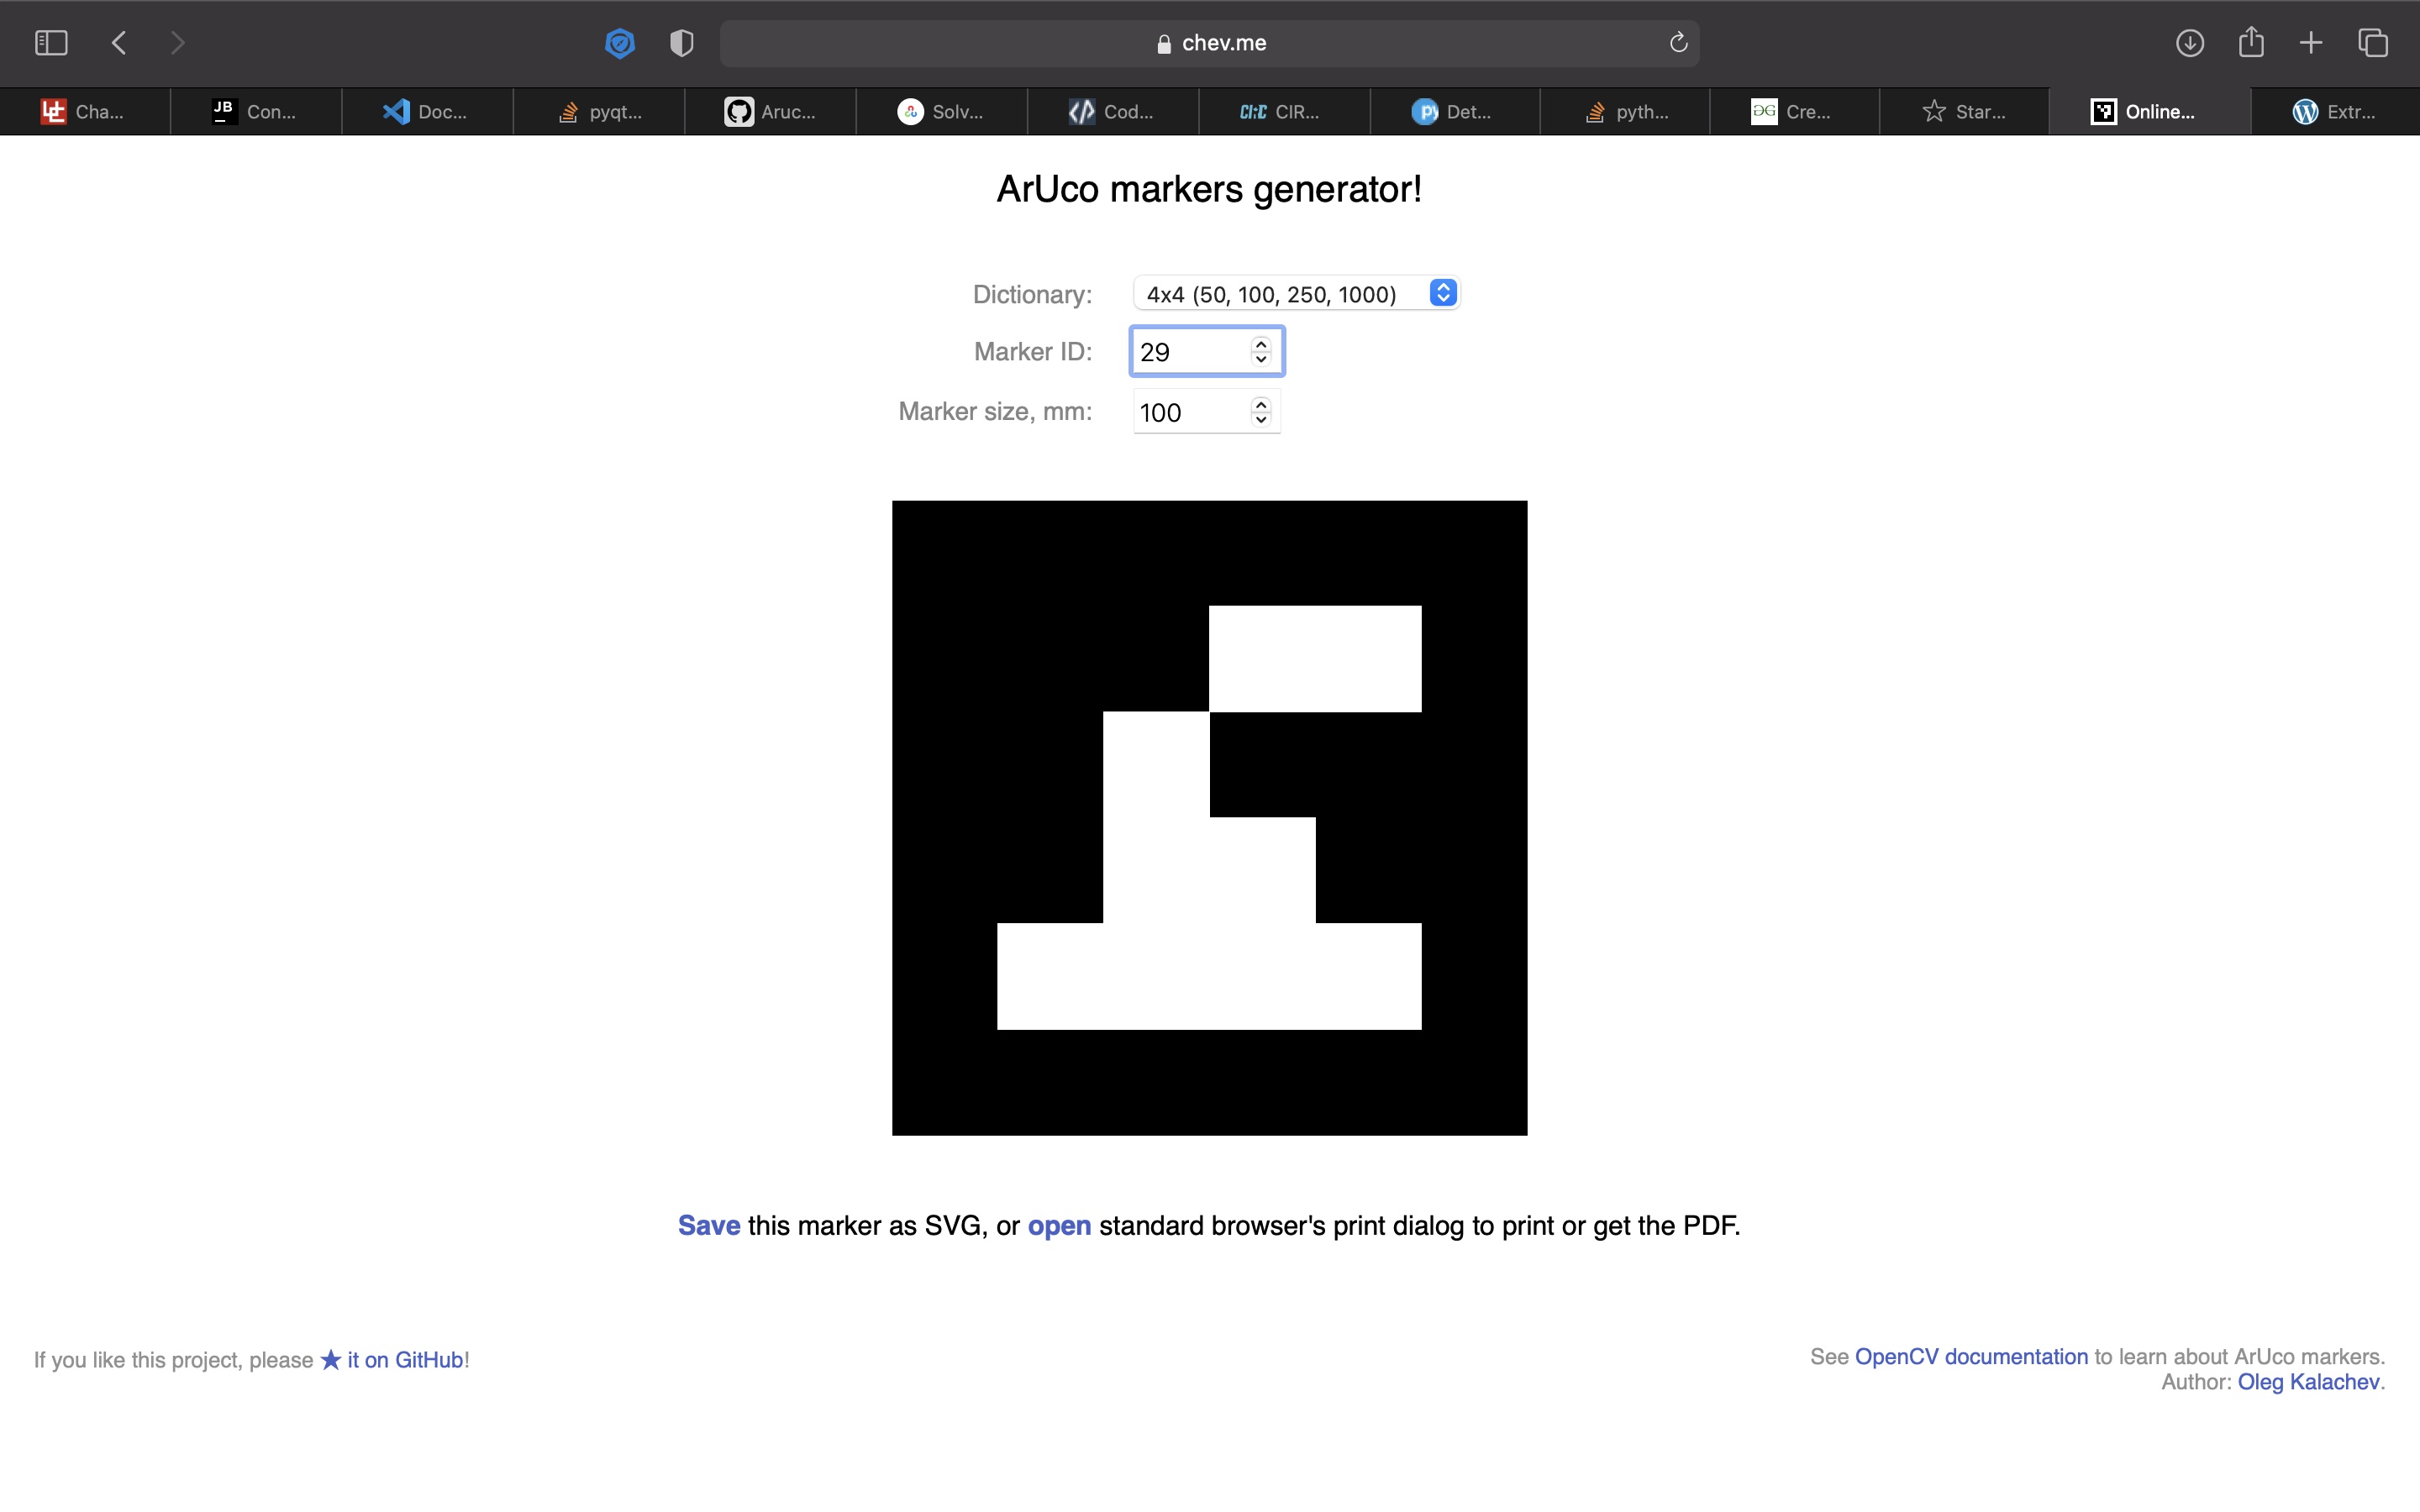 chev.me
Cha... JB Con... Doc... pyqt... Aruc... Solv... Cod... CIR... Det... pyth... Cre... Star... Online... Extr...
ArUco markers generator!
Dictionary: 4x4 (50, 100, 250, 1000)
Marker ID: 29
Marker size, mm: 100
Save this marker as SVG, or open standard browser's print dialog to print or get the PDF.
If you like this project, please ★ it on GitHub!
See OpenCV documentation to learn about ArUco markers.
Author: Oleg Kalachev.